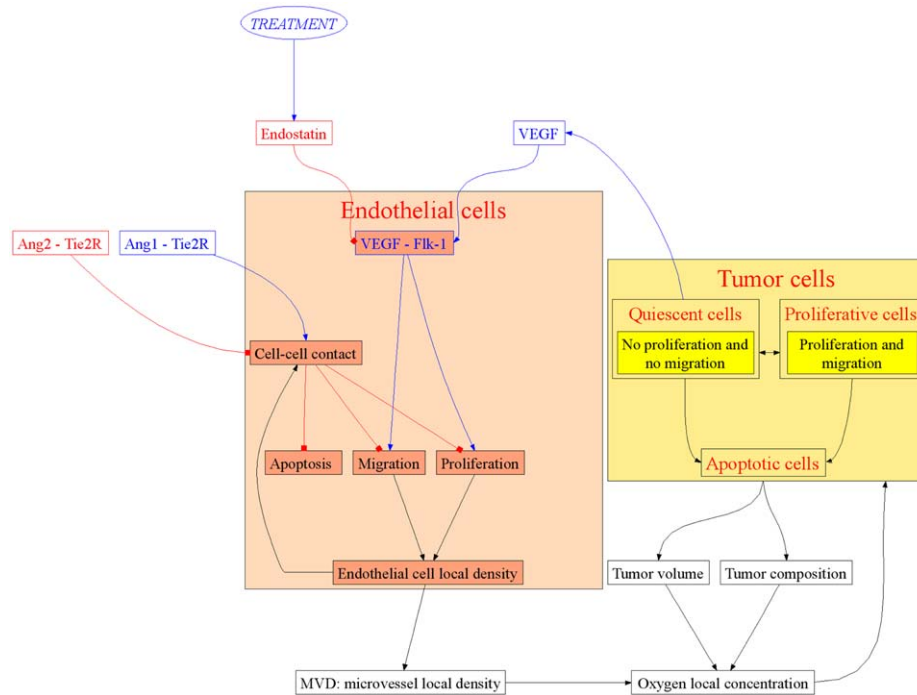 TREATMENT
Endostatin
VEGF
Endothelial cells
VEGF - Flk-1
Ang2 - Tie2R
Ang1 - Tie2R
Tumor cells
Quiescent cells
Proliferative cells
No proliferation and
no migration
Proliferation and
migration
Cell-cell contact
Apoptosis
Migration
Proliferation
Apoptotic cells
Endothelial cell local density
Tumor volume
Tumor composition
MVD: microvessel local density
Oxygen local concentration